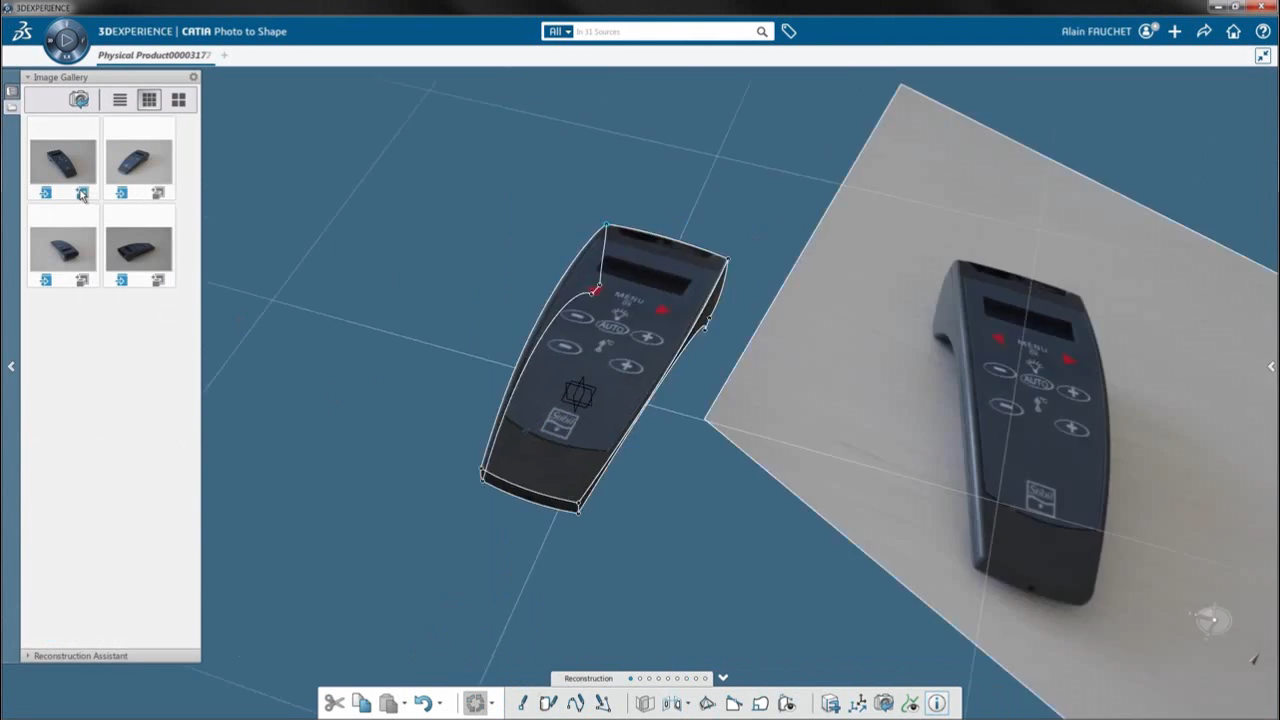 3DEXPERIENCE
3DEXPERIENCE | CATIA Photo to Shape
All
In 31 Sources
Alain FAUCHET
Physical Product00003177
Image Gallery
MENU
AUTO
MENU
AUTO
Reconstruction Assistant
Reconstruction